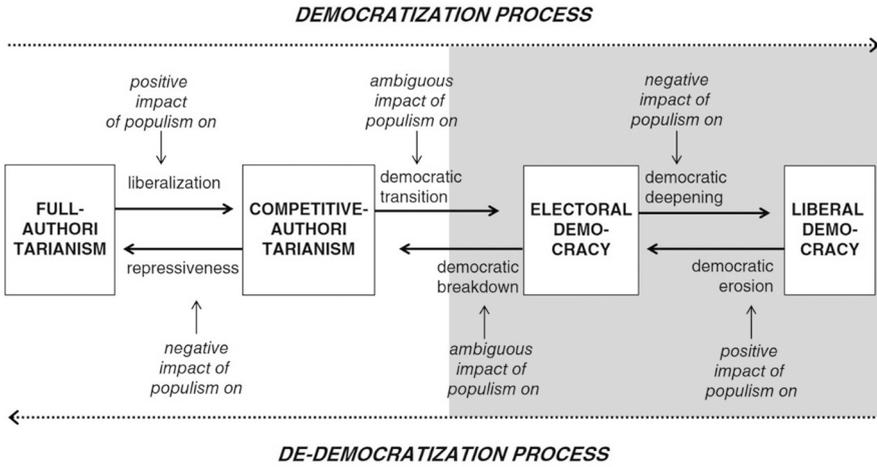 DEMOCRATIZATION PROCESS
positive
impact
of populism on
ambiguous
impact of
populism on
negative
impact of
populism on
FULL-
AUTHORI
TARIANISM
liberalization
repressiveness
COMPETITIVE-
AUTHORI
TARIANISM
democratic
transition
democratic
breakdown
ELECTORAL
DEMO-
CRACY
democratic
deepening
democratic
erosion
LIBERAL
DEMO-
CRACY
negative
impact of
populism on
ambiguous
impact of
populism on
positive
impact of
populism on
DE-DEMOCRATIZATION PROCESS